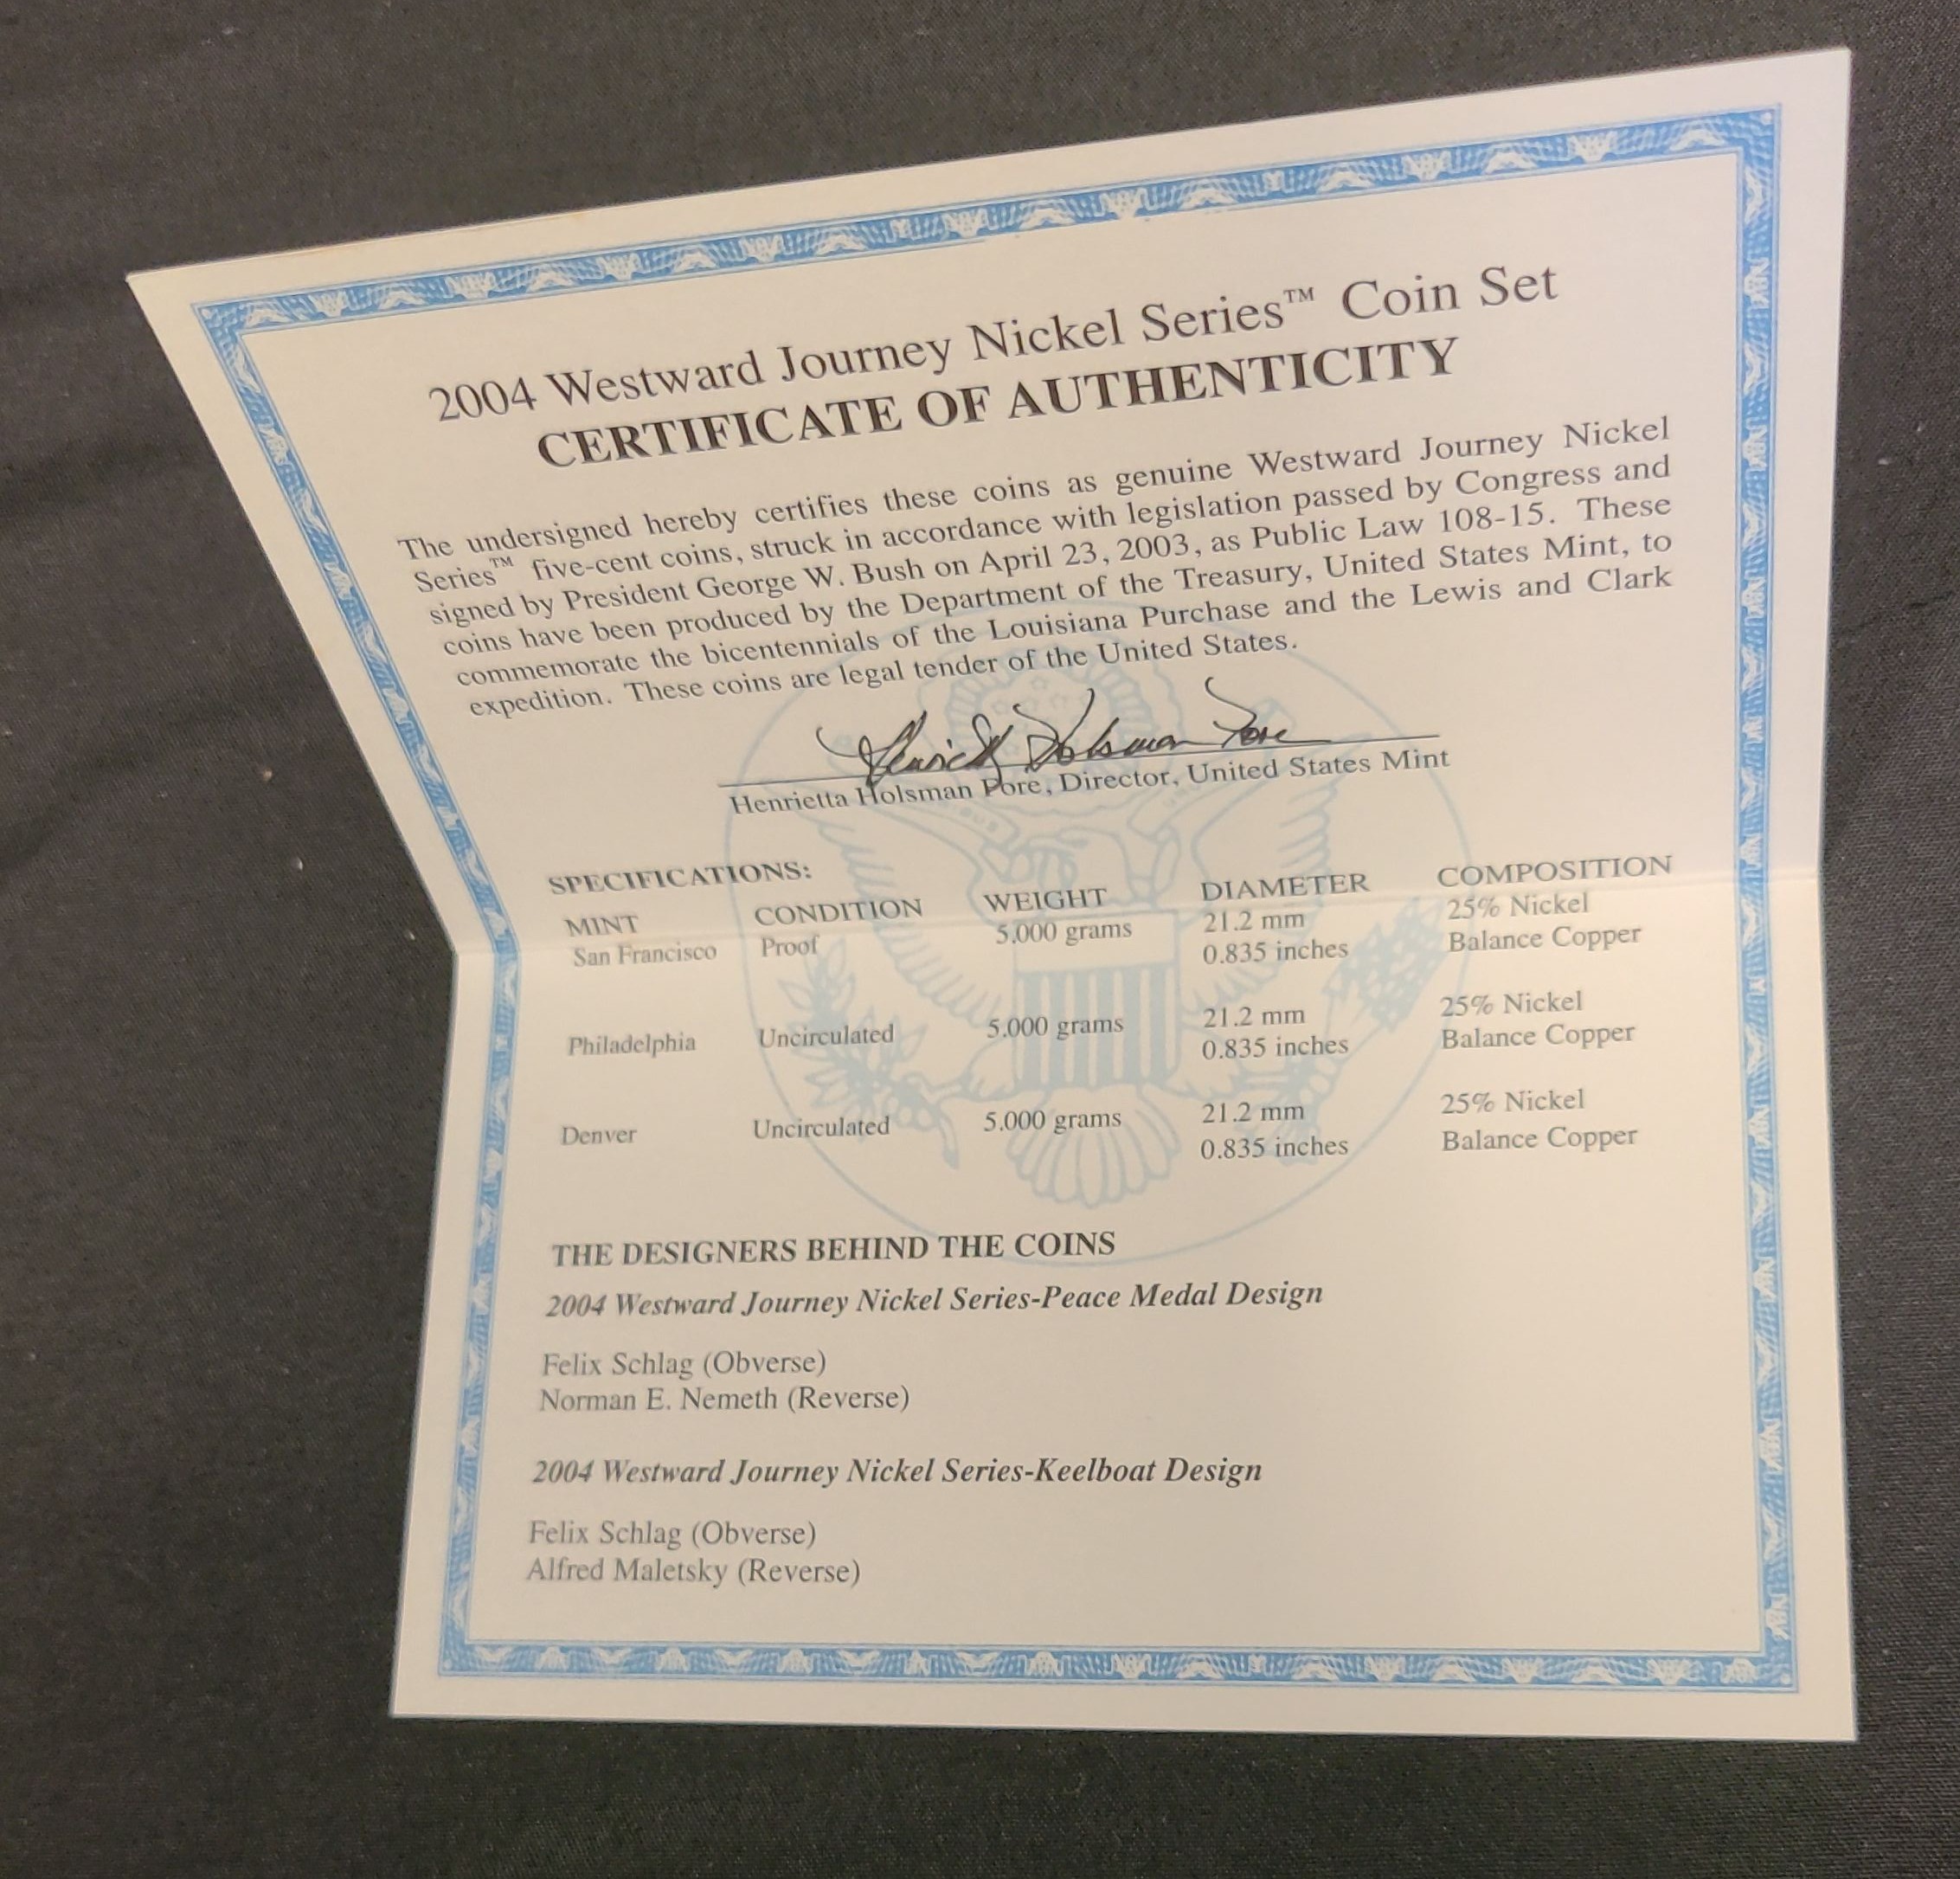 2004 Westward Journey Nickel Series™ Coin Set
CERTIFICATE OF AUTHENTICITY
The undersigned hereby certifies these coins as genuine Westward Journey Nickel
Series™ five-cent coins, struck in accordance with legislation passed by Congress and
signed by President George W. Bush on April 23, 2003, as Public Law 108-15. These
coins have been produced by the Department of the Treasury, United States Mint, to
commemorate the bicentennials of the Louisiana Purchase and the Lewis and Clark
expedition. These coins are legal tender of the United States.
Henrietta Holsman Fore
Henrietta Holsman Fore, Director, United States Mint
SPECIFICATIONS:
MINT CONDITION WEIGHT DIAMETER COMPOSITION
San Francisco Proof 5.000 grams 21.2 mm 25% Nickel
0.835 inches Balance Copper
Philadelphia Uncirculated 5.000 grams 21.2 mm 25% Nickel
0.835 inches Balance Copper
Denver Uncirculated 5.000 grams 21.2 mm 25% Nickel
0.835 inches Balance Copper
THE DESIGNERS BEHIND THE COINS
2004 Westward Journey Nickel Series-Peace Medal Design
Felix Schlag (Obverse)
Norman E. Nemeth (Reverse)
2004 Westward Journey Nickel Series-Keelboat Design
Felix Schlag (Obverse)
Alfred Maletsky (Reverse)